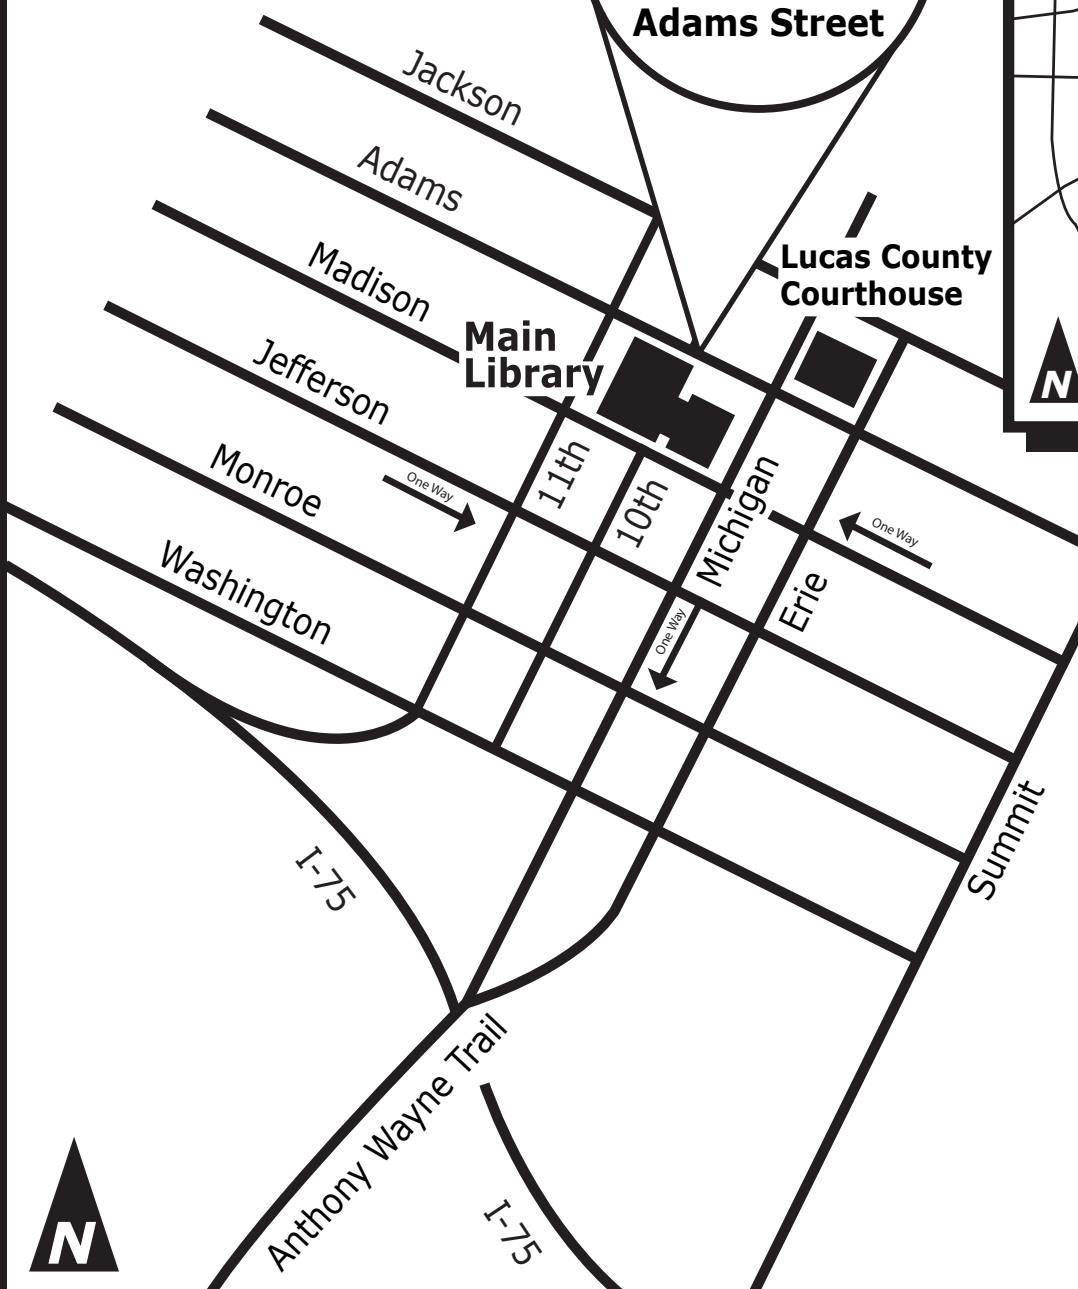 Adams Street
Jackson
Adams
Lucas County
Courthouse
Madison
Main
Library
Jefferson
N
Monroe
One Way
11th
10th
Michigan
One Way
Washington
Erie
One Way
Summit
I-75
Anthony Wayne Trail
N
I-75